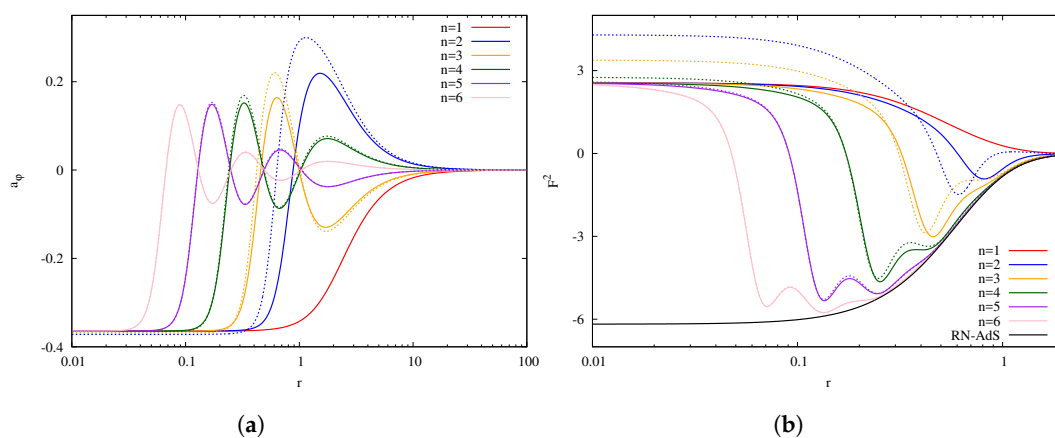 n=1
n=2
n=3
n=4
n=5
n=6
0.2
0
-0.2
-0.4
a_φ
0.01 0.1 1 10 100
r
(a)
3
0
-3
-6
F²
n=1
n=2
n=3
n=4
n=5
n=6
RN-AdS
0.01 0.1 1
r
(b)